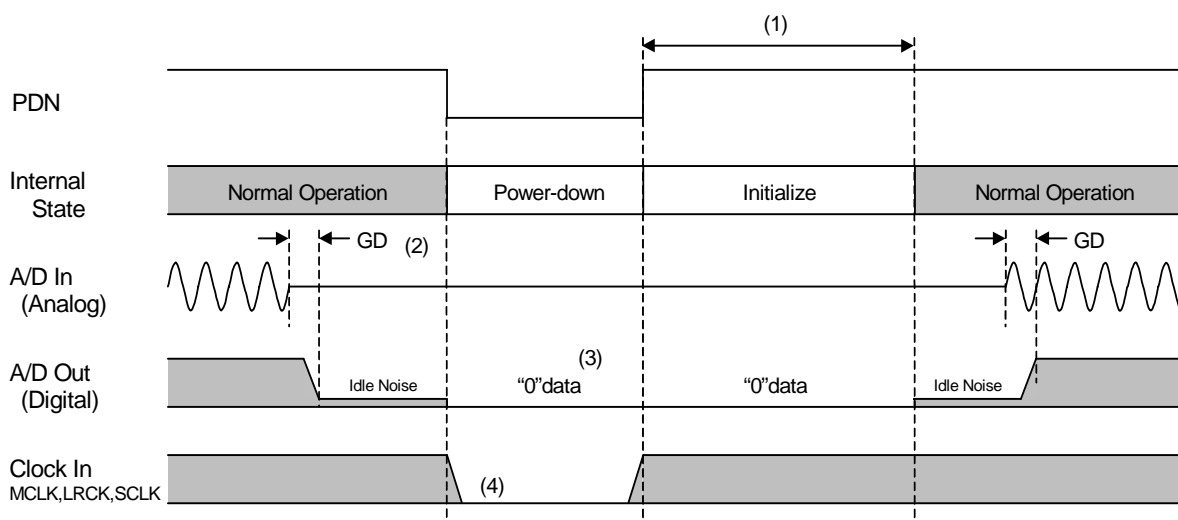 (1)
PDN
Internal
State
Normal Operation
Power-down
Initialize
Normal Operation
GD
(2)
GD
A/D In
(Analog)
A/D Out
(Digital)
Idle Noise
(3)
“0”data
“0”data
Idle Noise
Clock In
MCLK,LRCK,SCLK
(4)